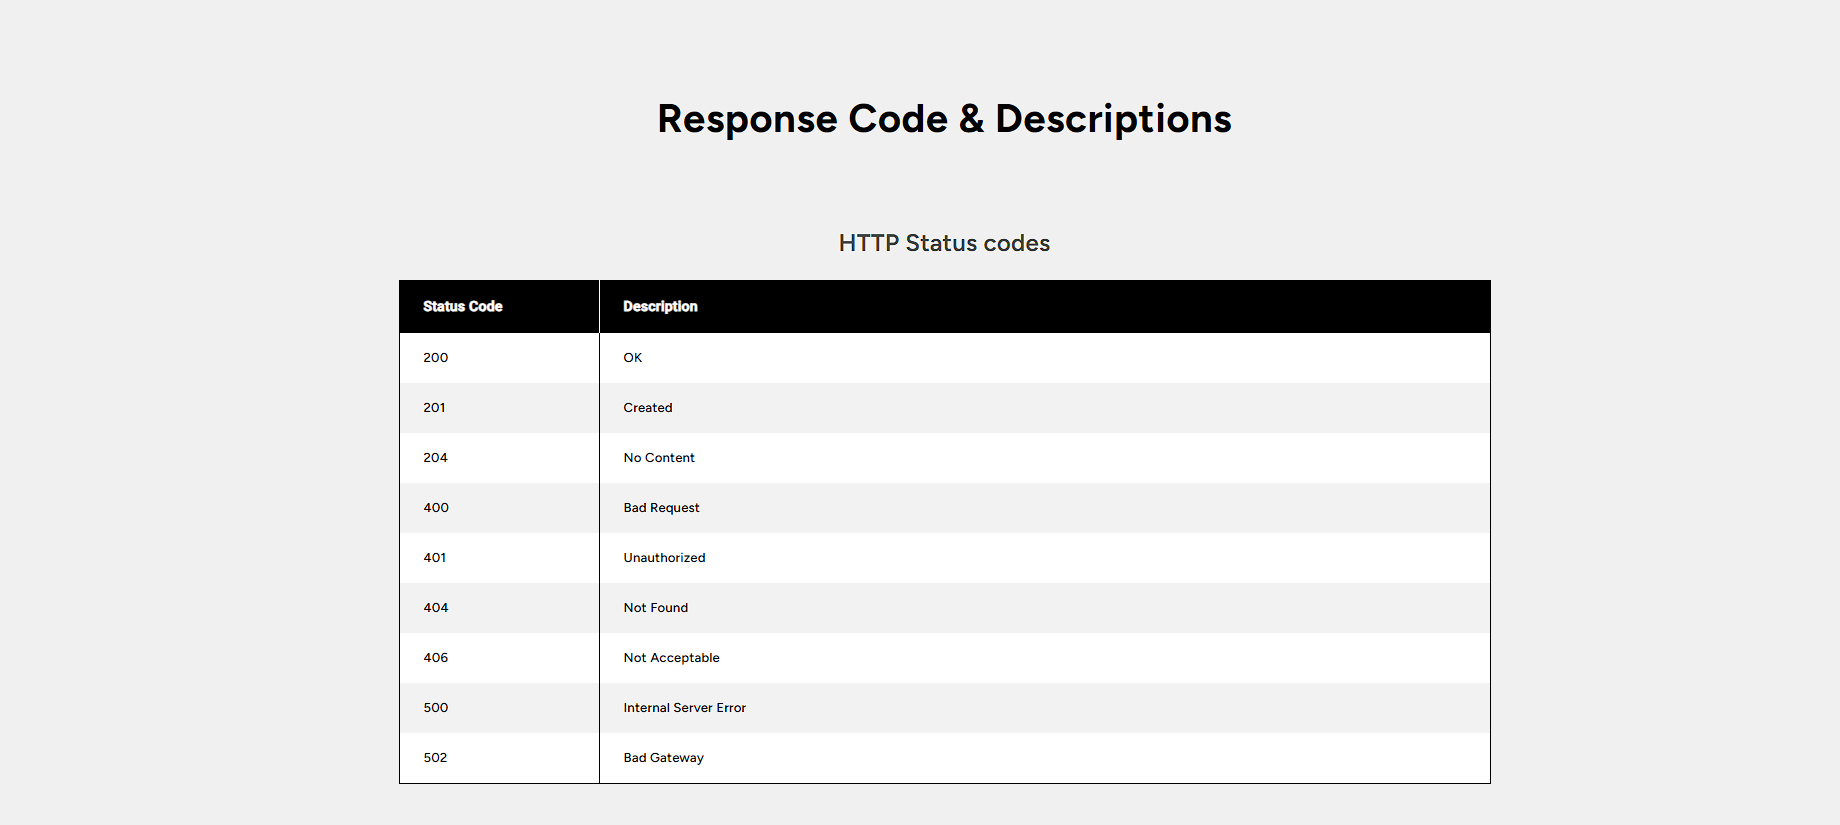 Response Code & Descriptions
HTTP Status codes
Status Code Description
200 OK
201 Created
204 No Content
400 Bad Request
401 Unauthorized
404 Not Found
406 Not Acceptable
500 Internal Server Error
502 Bad Gateway